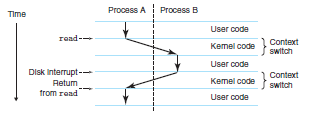 Time
Process A
Process B
User code
read
Kernel code
Context
switch
User code
Disk interrupt
Return
from read
Kernel code
Context
switch
User code